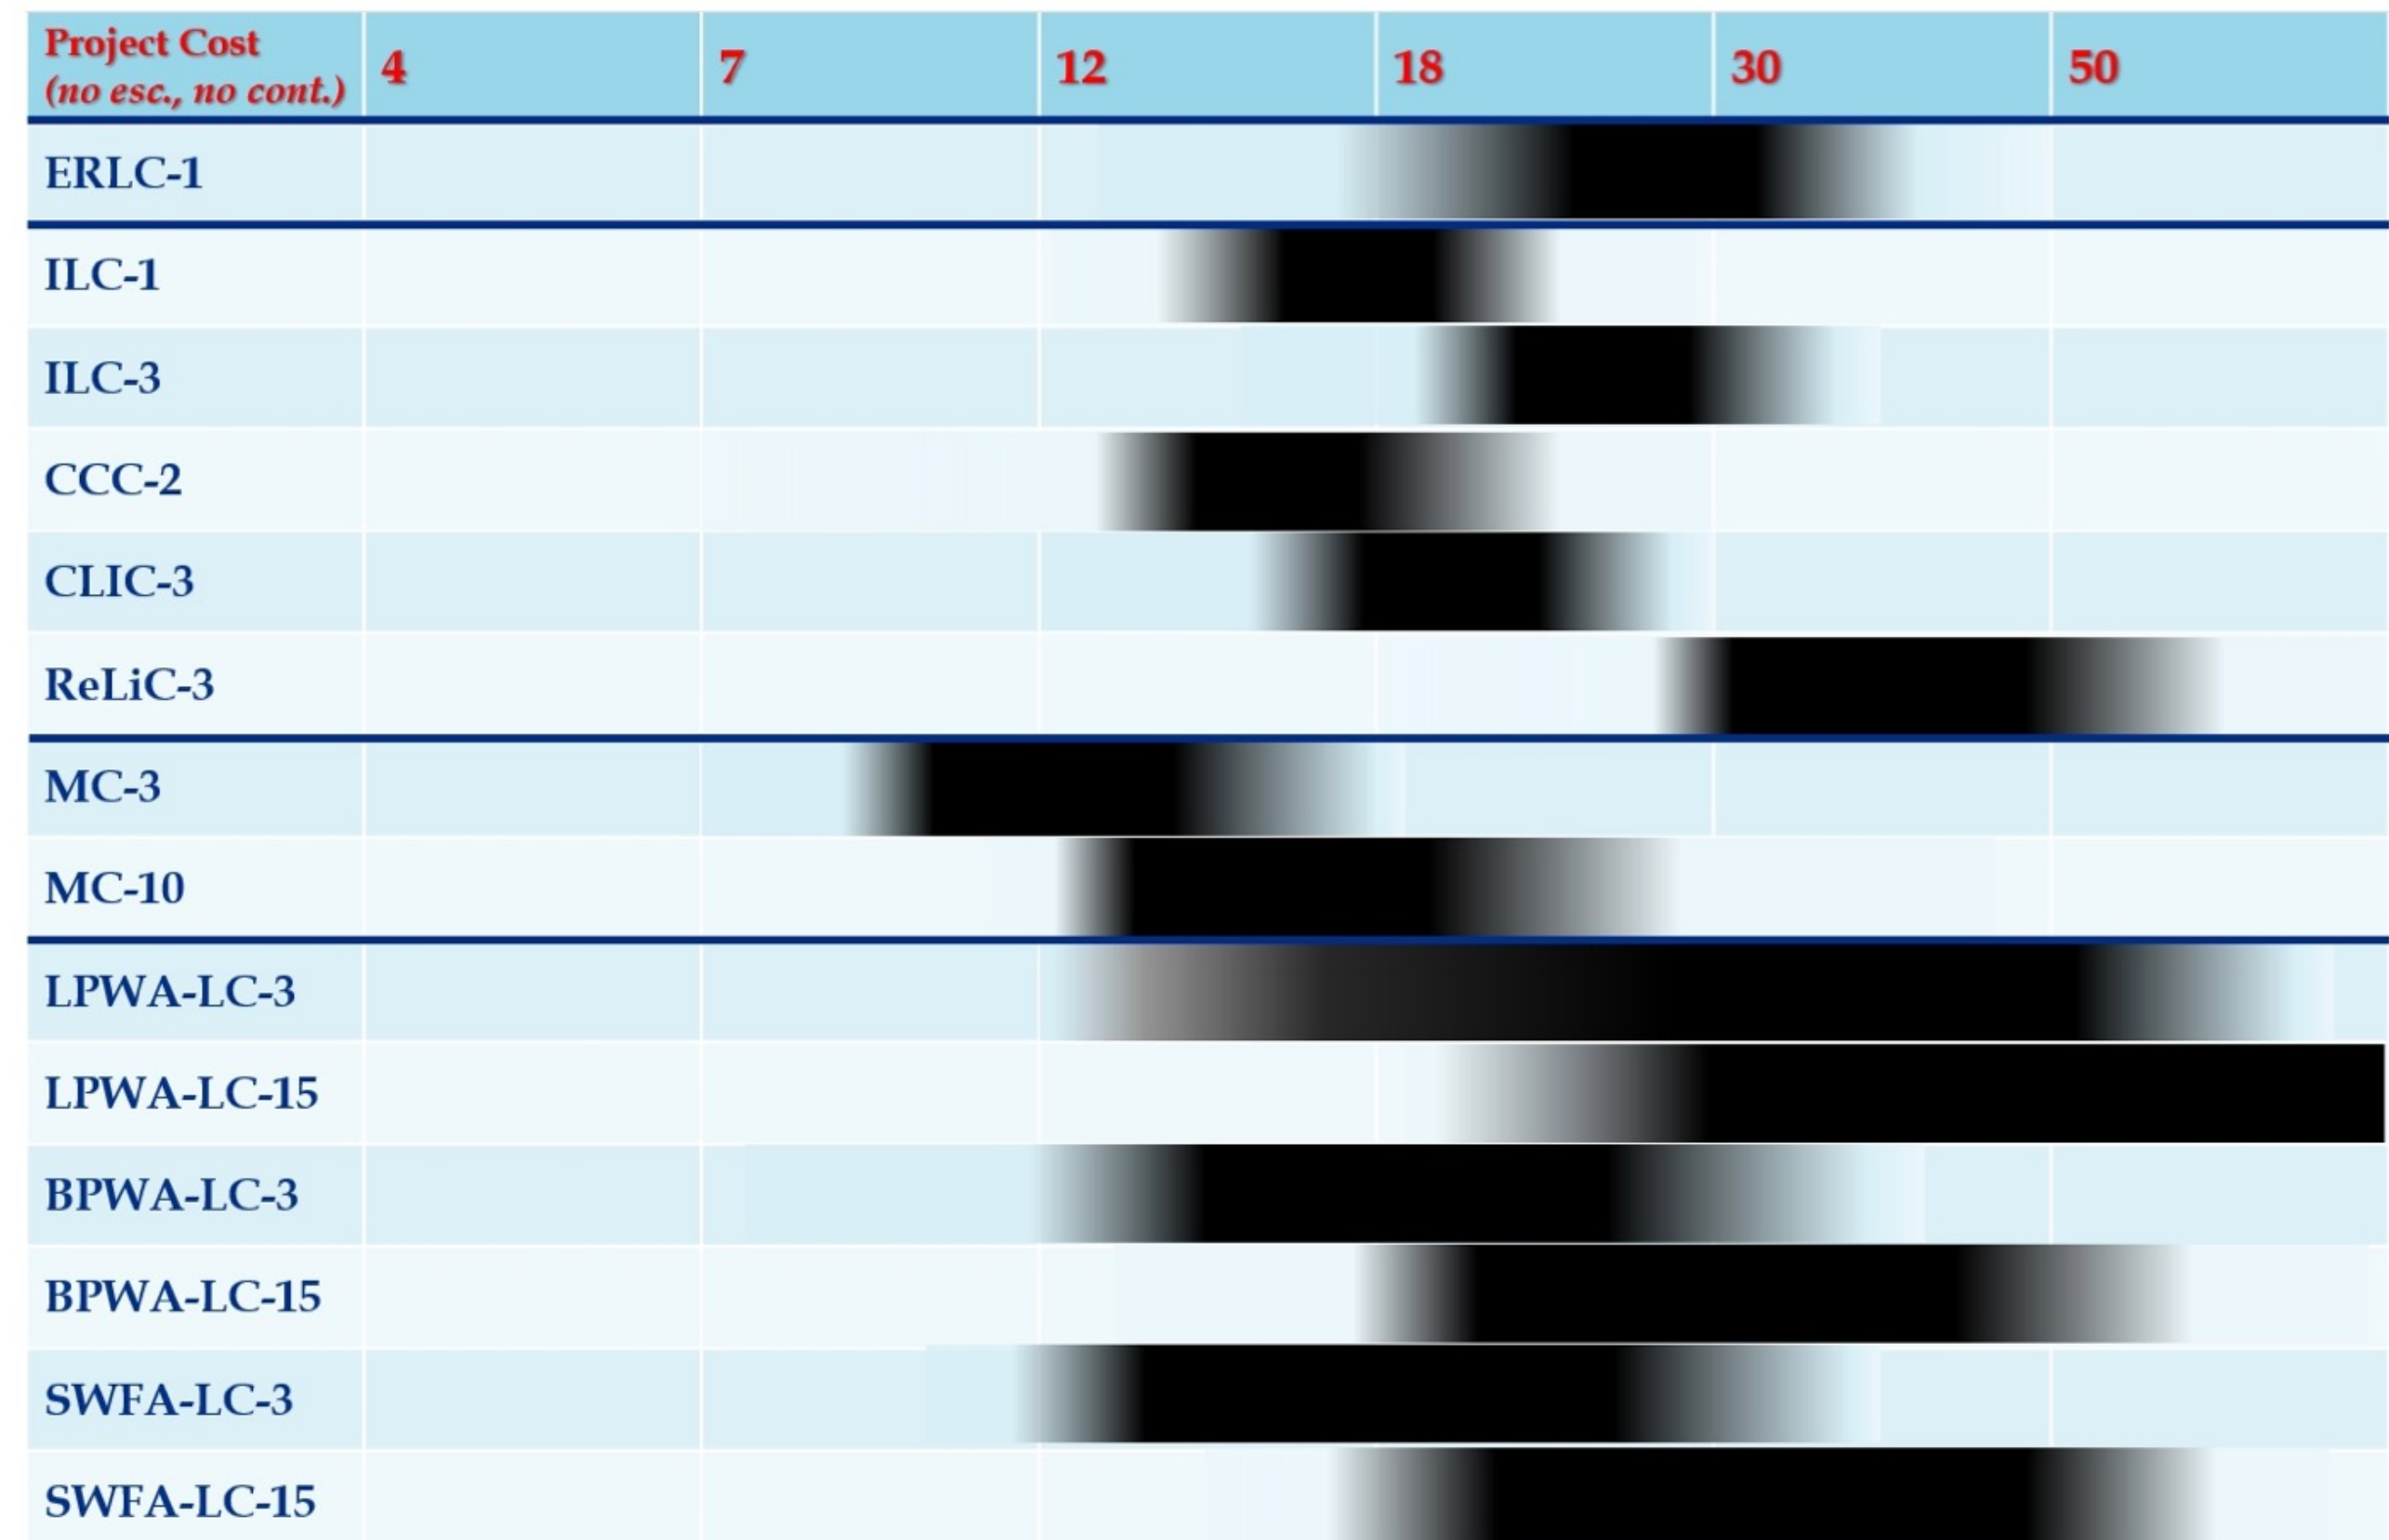 Project Cost
(no esc., no cont.)
4
7
12
18
30
50
ERLC-1
ILC-1
ILC-3
CCC-2
CLIC-3
ReLiC-3
MC-3
MC-10
LPWA-LC-3
LPWA-LC-15
BPWA-LC-3
BPWA-LC-15
SWFA-LC-3
SWFA-LC-15